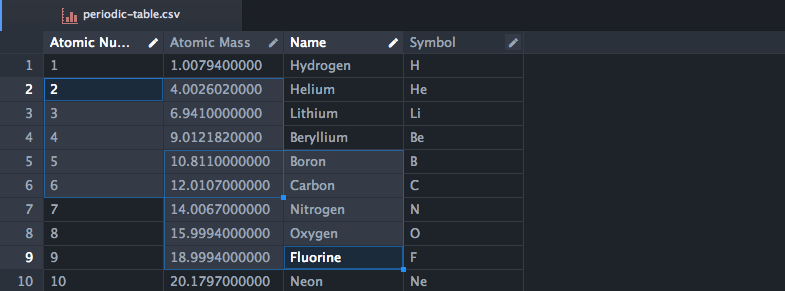 periodic-table.csv
Atomic Nu... Atomic Mass Name Symbol
1 1 1.0079400000 Hydrogen H
2 2 4.0026020000 Helium He
3 3 6.9410000000 Lithium Li
4 4 9.0121820000 Beryllium Be
5 5 10.8110000000 Boron B
6 6 12.0107000000 Carbon C
7 7 14.0067000000 Nitrogen N
8 8 15.9994000000 Oxygen O
9 9 18.9994000000 Fluorine F
10 10 20.1797000000 Neon Ne